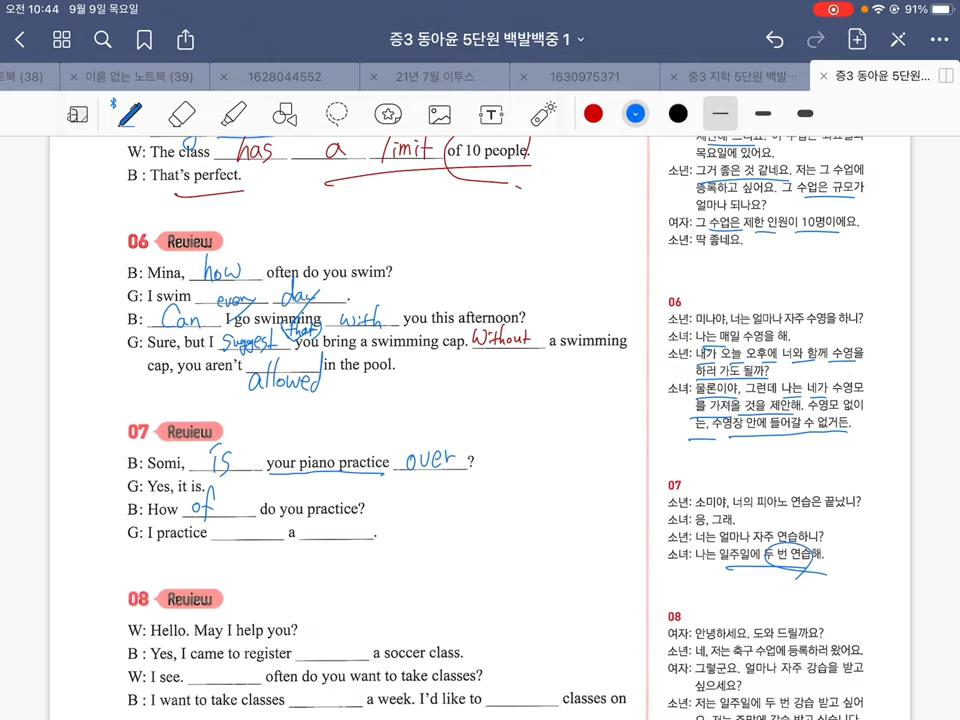 오전 10:44 9월 9일 목요일
91%
증3 동아윤 5단원 백발백중 1
트북 (38)
이름 없는 노트북 (39)
1628044552
21년 7월 이투스
1630975371
중3 지학 5단원 백발…
증3 동아윤 5단원…
W: The class has a limit of 10 people.
B : That's perfect.
06 Review
B: Mina, how often do you swim?
G: I swim every day.
B: Can I go swimming with you this afternoon?
G: Sure, but I suggest (that) you bring a swimming cap. Without a swimming
cap, you aren't allowed in the pool.
07 Review
B: Somi, is your piano practice over?
G: Yes, it is.
B: How of do you practice?
G: I practice a .
08 Review
W: Hello. May I help you?
B : Yes, I came to register a soccer class.
W: I see. often do you want to take classes?
B : I want to take classes a week. I'd like to classes on
목요일에 있어요.
소년: 그거 좋은 것 같네요. 저는 그 수업에
등록하고 싶어요. 그 수업은 규모가
얼마나 되나요?
여자: 그 수업은 제한 인원이 10명이에요.
소년: 딱 좋네요.
06
소년: 미나야, 너는 얼마나 자주 수영을 하니?
소녀: 나는 매일 수영을 해.
소년: 내가 오늘 오후에 너와 함께 수영을
하러 가도 될까?
소녀: 물론이야, 그런데 나는 네가 수영모
를 가져올 것을 제안해. 수영모 없이
는, 수영장 안에 들어갈 수 없거든.
07
소년: 소미야, 너의 피아노 연습은 끝났니?
소녀: 응, 그래.
소년: 너는 얼마나 자주 연습하니?
소녀: 나는 일주일에 두 번 연습해.
08
여자: 안녕하세요. 도와 드릴까요?
소년: 네, 저는 축구 수업에 등록하러 왔어요.
여자: 그렇군요. 얼마나 자주 강습을 받고
싶으세요?
소년: 저는 일주일에 두 번 강습 받고 싶어